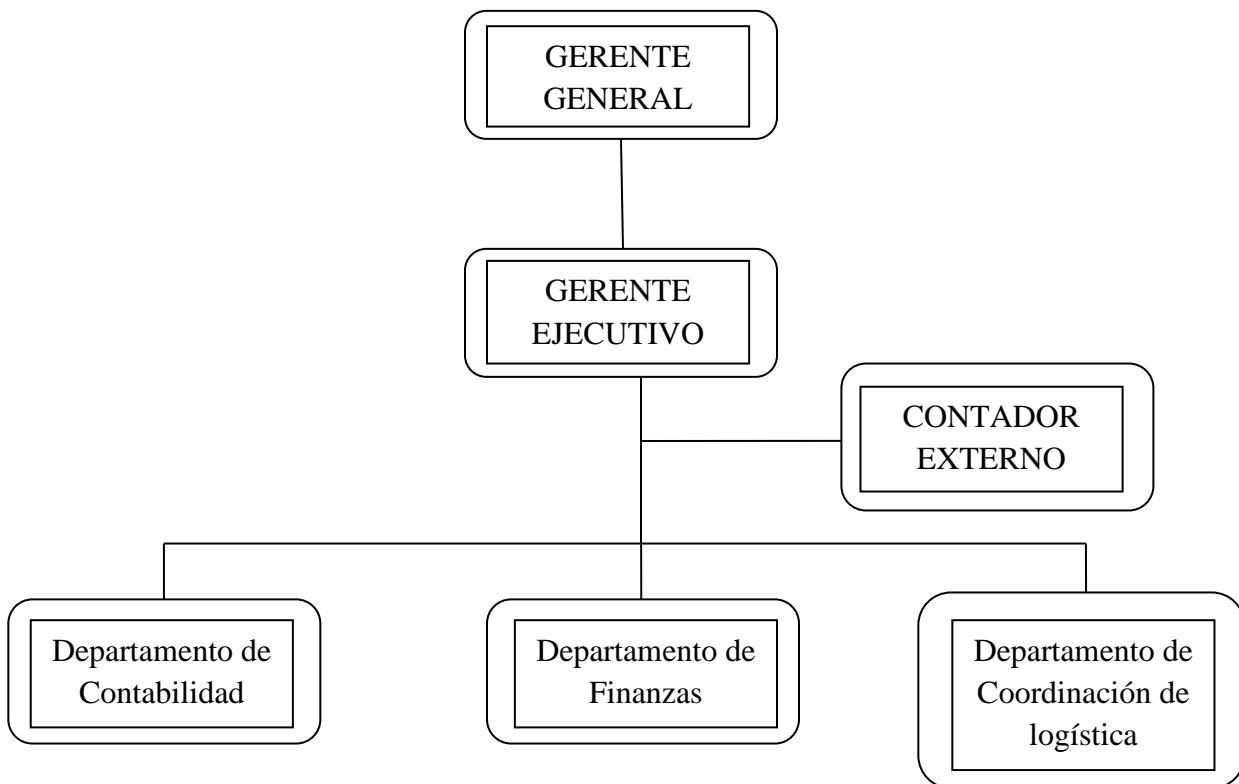 GERENTE
GENERAL
GERENTE
EJECUTIVO
CONTADOR
EXTERNO
Departamento de
Contabilidad
Departamento de
Finanzas
Departamento de
Coordinación de
logística